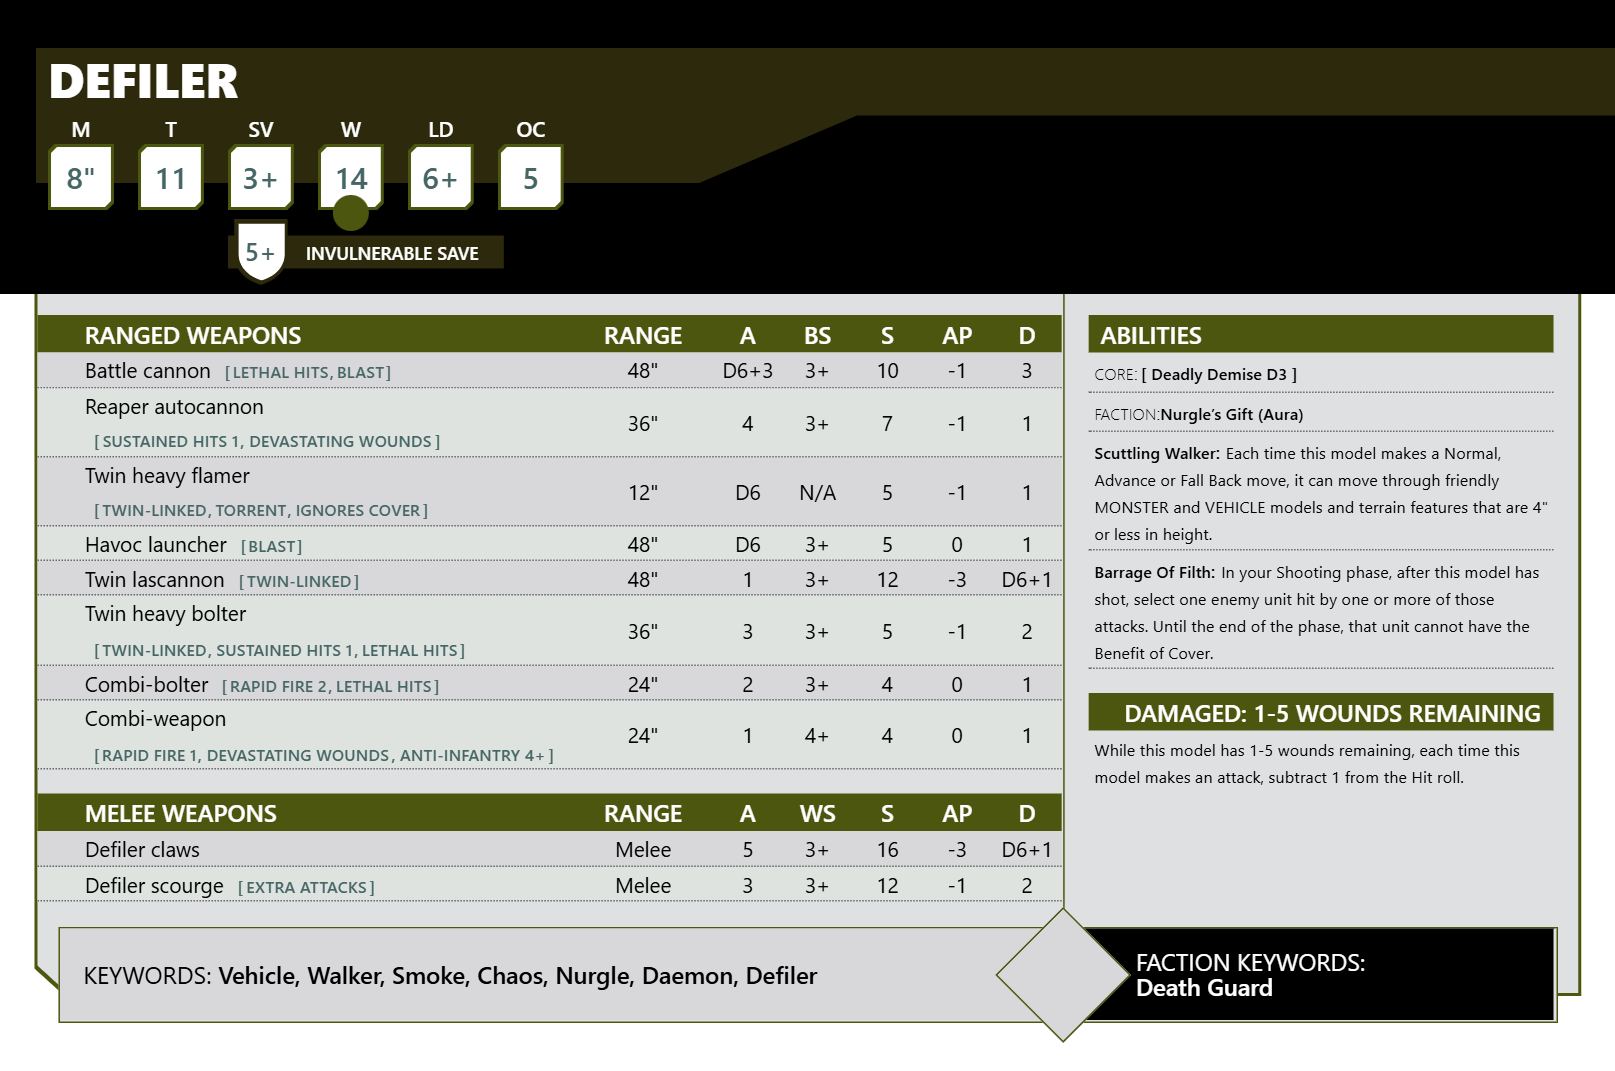 DEFILER
M T SV W LD OC
8" 11 3+ 14 6+ 5
5+ INVULNERABLE SAVE
RANGED WEAPONS RANGE A BS S AP D
Battle cannon [LETHAL HITS, BLAST] 48" D6+3 3+ 10 -1 3
Reaper autocannon
[SUSTAINED HITS 1, DEVASTATING WOUNDS] 36" 4 3+ 7 -1 1
Twin heavy flamer
[TWIN-LINKED, TORRENT, IGNORES COVER] 12" D6 N/A 5 -1 1
Havoc launcher [BLAST] 48" D6 3+ 5 0 1
Twin lascannon [TWIN-LINKED] 48" 1 3+ 12 -3 D6+1
Twin heavy bolter
[TWIN-LINKED, SUSTAINED HITS 1, LETHAL HITS] 36" 3 3+ 5 -1 2
Combi-bolter [RAPID FIRE 2, LETHAL HITS] 24" 2 3+ 4 0 1
Combi-weapon
[RAPID FIRE 1, DEVASTATING WOUNDS, ANTI-INFANTRY 4+] 24" 1 4+ 4 0 1
MELEE WEAPONS RANGE A WS S AP D
Defiler claws Melee 5 3+ 16 -3 D6+1
Defiler scourge [EXTRA ATTACKS] Melee 3 3+ 12 -1 2
ABILITIES
CORE: [ Deadly Demise D3 ]
FACTION:Nurgle's Gift (Aura)
Scuttling Walker: Each time this model makes a Normal,
Advance or Fall Back move, it can move through friendly
MONSTER and VEHICLE models and terrain features that are 4"
or less in height.
Barrage Of Filth: In your Shooting phase, after this model has
shot, select one enemy unit hit by one or more of those
attacks. Until the end of the phase, that unit cannot have the
Benefit of Cover.
DAMAGED: 1-5 WOUNDS REMAINING
While this model has 1-5 wounds remaining, each time this
model makes an attack, subtract 1 from the Hit roll.
KEYWORDS: Vehicle, Walker, Smoke, Chaos, Nurgle, Daemon, Defiler
FACTION KEYWORDS:
Death Guard